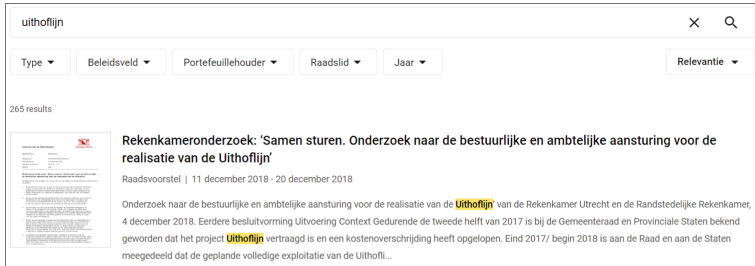 uithoflijn
Type Beleidsveld Portefeuillehouder Raadslid Jaar Relevantie
265 results
Rekenkameronderzoek: ‘Samen sturen. Onderzoek naar de bestuurlijke en ambtelijke aansturing voor de
realisatie van de Uithoflijn’
Raadsvoorstel | 11 december 2018 - 20 december 2018
Onderzoek naar de bestuurlijke en ambtelijke aansturing voor de realisatie van de Uithoflijn’ van de Rekenkamer Utrecht en de Randstedelijke Rekenkamer,
4 december 2018. Eerdere besluitvorming Uitvoering Context Gedurende de tweede helft van 2017 is bij de Gemeenteraad en Provinciale Staten bekend
geworden dat het project Uithoflijn vertraagd is en een kostenoverschrijding heeft opgelopen. Eind 2017/ begin 2018 is aan de Raad en aan de Staten
meegedeeld dat de geplande volledige exploitatie van de Uithofli...